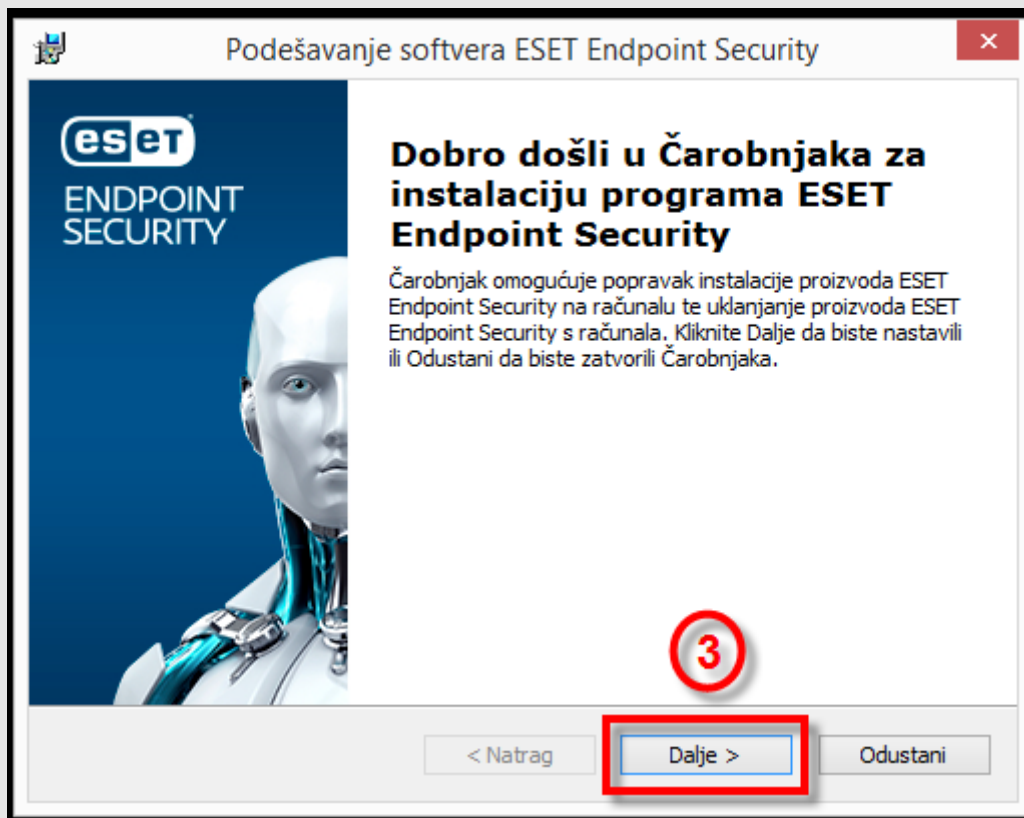 Podešavanje softvera ESET Endpoint Security
eseT
ENDPOINT
SECURITY
Dobro došli u Čarobnjaka za
instalaciju programa ESET
Endpoint Security
Čarobnjak omogućuje popravak instalacije proizvoda ESET
Endpoint Security na računalu te uklanjanje proizvoda ESET
Endpoint Security s računala. Kliknite Dalje da biste nastavili
ili Odustani da biste zatvorili Čarobnjaka.
3
< Natrag
Dalje >
Odustani